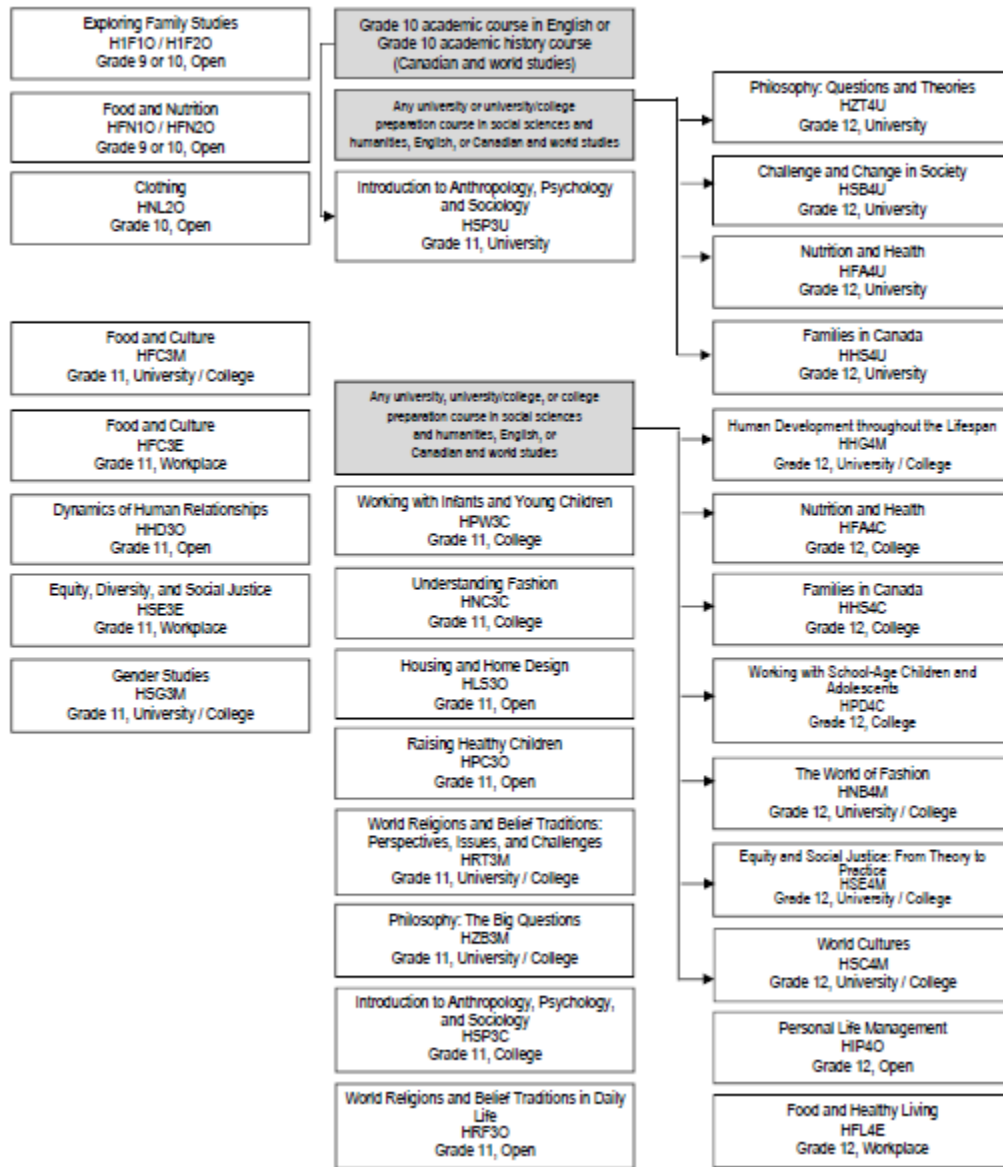 Exploring Family Studies
H1F1O / H1F2O
Grade 9 or 10, Open
Food and Nutrition
HFN1O / HFN2O
Grade 9 or 10, Open
Clothing
HNL2O
Grade 10, Open
Food and Culture
HFC3M
Grade 11, University / College
Food and Culture
HFC3E
Grade 11, Workplace
Dynamics of Human Relationships
HHD3O
Grade 11, Open
Equity, Diversity, and Social Justice
HSE3E
Grade 11, Workplace
Gender Studies
HSG3M
Grade 11, University / College
Grade 10 academic course in English or
Grade 10 academic history course
(Canadian and world studies)
Any university or university/college
preparation course in social sciences and
humanities, English, or Canadian and world studies
Introduction to Anthropology, Psychology
and Sociology
HSP3U
Grade 11, University
Any university, university/college, or college
preparation course in social sciences
and humanities, English, or
Canadian and world studies
Working with Infants and Young Children
HPW3C
Grade 11, College
Understanding Fashion
HNC3C
Grade 11, College
Housing and Home Design
HLS3O
Grade 11, Open
Raising Healthy Children
HPC3O
Grade 11, Open
World Religions and Belief Traditions:
Perspectives, Issues, and Challenges
HRT3M
Grade 11, University / College
Philosophy: The Big Questions
HZB3M
Grade 11, University / College
Introduction to Anthropology, Psychology,
and Sociology
HSP3C
Grade 11, College
World Religions and Belief Traditions in Daily
Life
HRF3O
Grade 11, Open
Philosophy: Questions and Theories
HZT4U
Grade 12, University
Challenge and Change in Society
HSB4U
Grade 12, University
Nutrition and Health
HFA4U
Grade 12, University
Families in Canada
HHS4U
Grade 12, University
Human Development throughout the Lifespan
HHG4M
Grade 12, University / College
Nutrition and Health
HFA4C
Grade 12, College
Families in Canada
HHS4C
Grade 12, College
Working with School-Age Children and
Adolescents
HPD4C
Grade 12, College
The World of Fashion
HNB4M
Grade 12, University / College
Equity and Social Justice: From Theory to
Practice
HSE4M
Grade 12, University / College
World Cultures
HSC4M
Grade 12, University / College
Personal Life Management
HIP4O
Grade 12, Open
Food and Healthy Living
HFL4E
Grade 12, Workplace